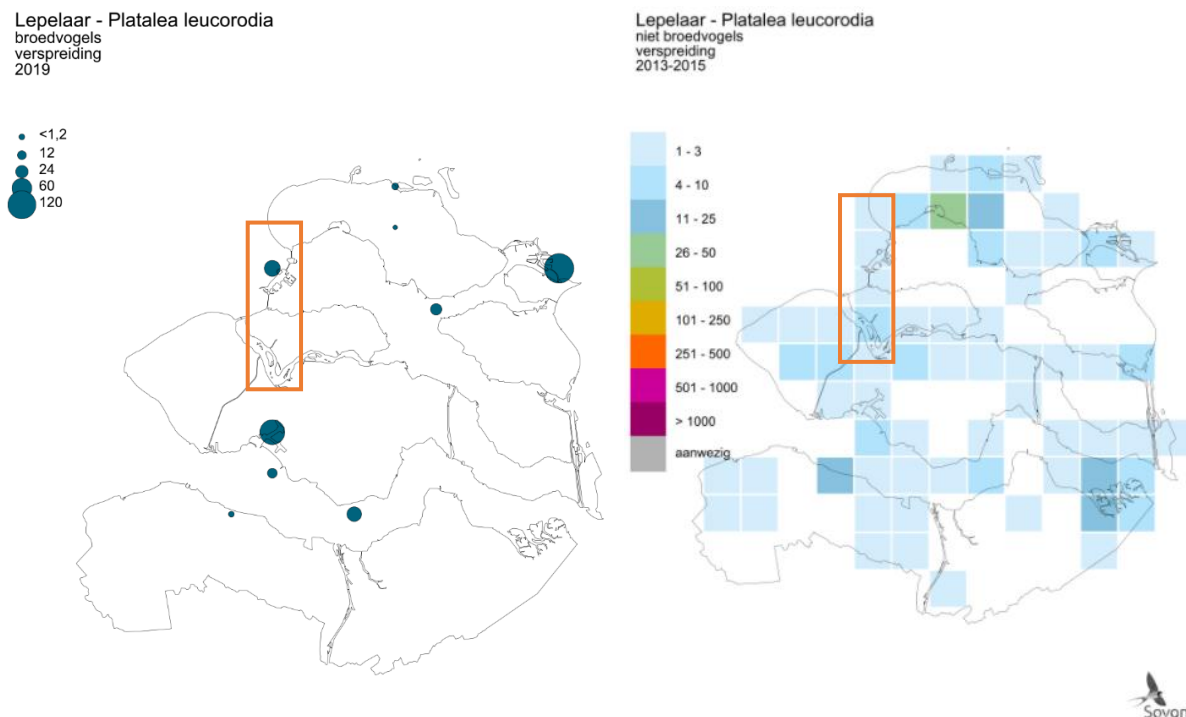 Lepelaar - Platalea leucorodia
broedvogels
verspreiding
2019
<1,2
12
24
60
120
Lepelaar - Platalea leucorodia
niet broedvogels
verspreiding
2013-2015
1 - 3
4 - 10
11 - 25
26 - 50
51 - 100
101 - 250
251 - 500
501 - 1000
> 1000
aanwezig
Sovon